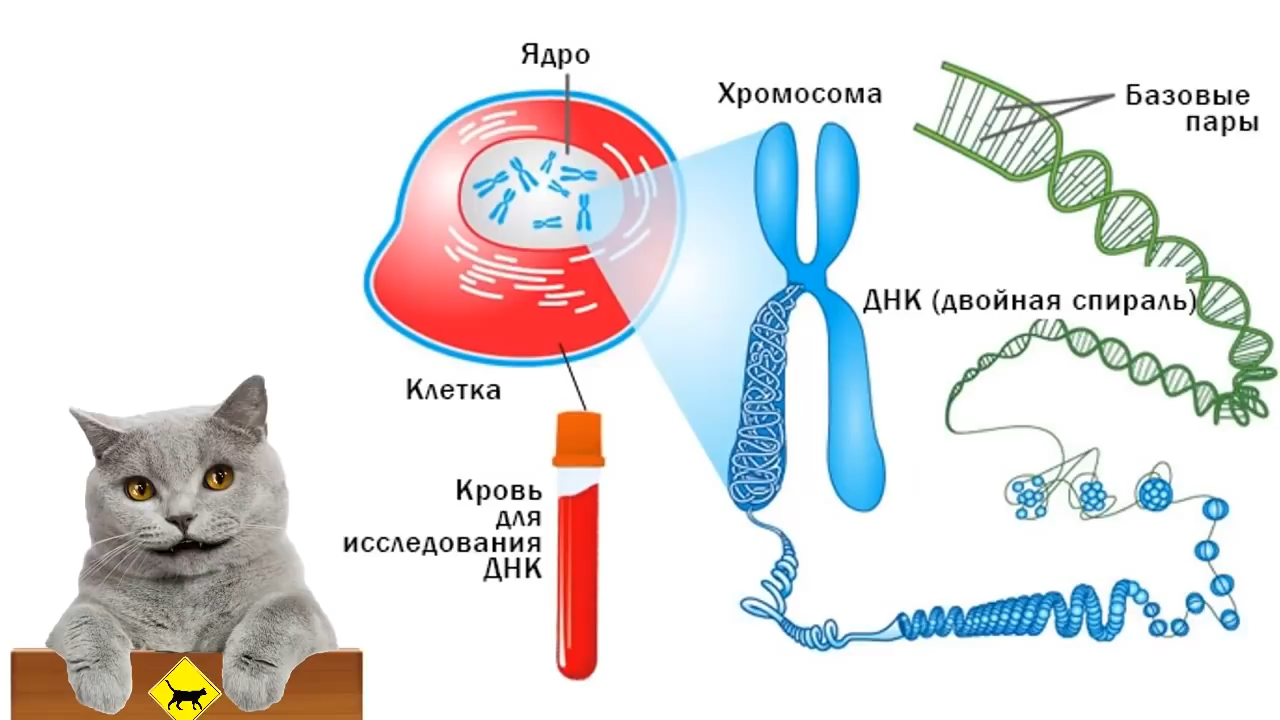 Ядро
Хромосома
Базовые
пары
ДНК (двойная спираль)
Клетка
Кровь
для
исследования
ДНК